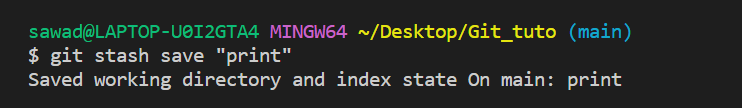 sawad@LAPTOP-U0I2GTA4 MINGW64 ~/Desktop/Git_tuto (main)
$ git stash save "print"
Saved working directory and index state On main: print